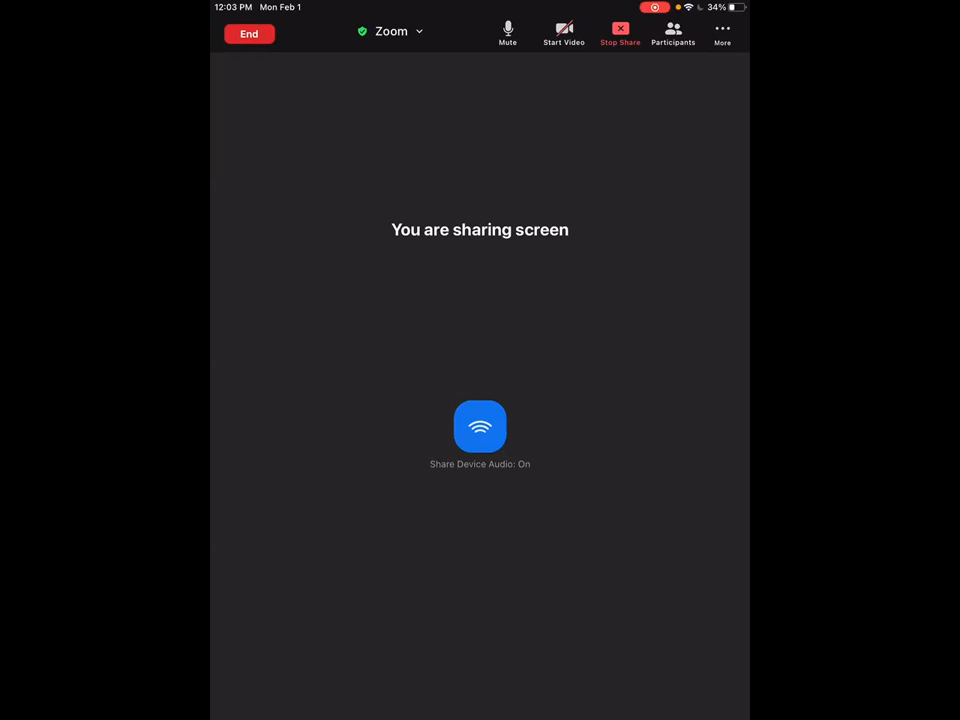 12:03 PM Mon Feb 1 34%
End Zoom Mute Start Video Stop Share Participants More
You are sharing screen
Share Device Audio: On